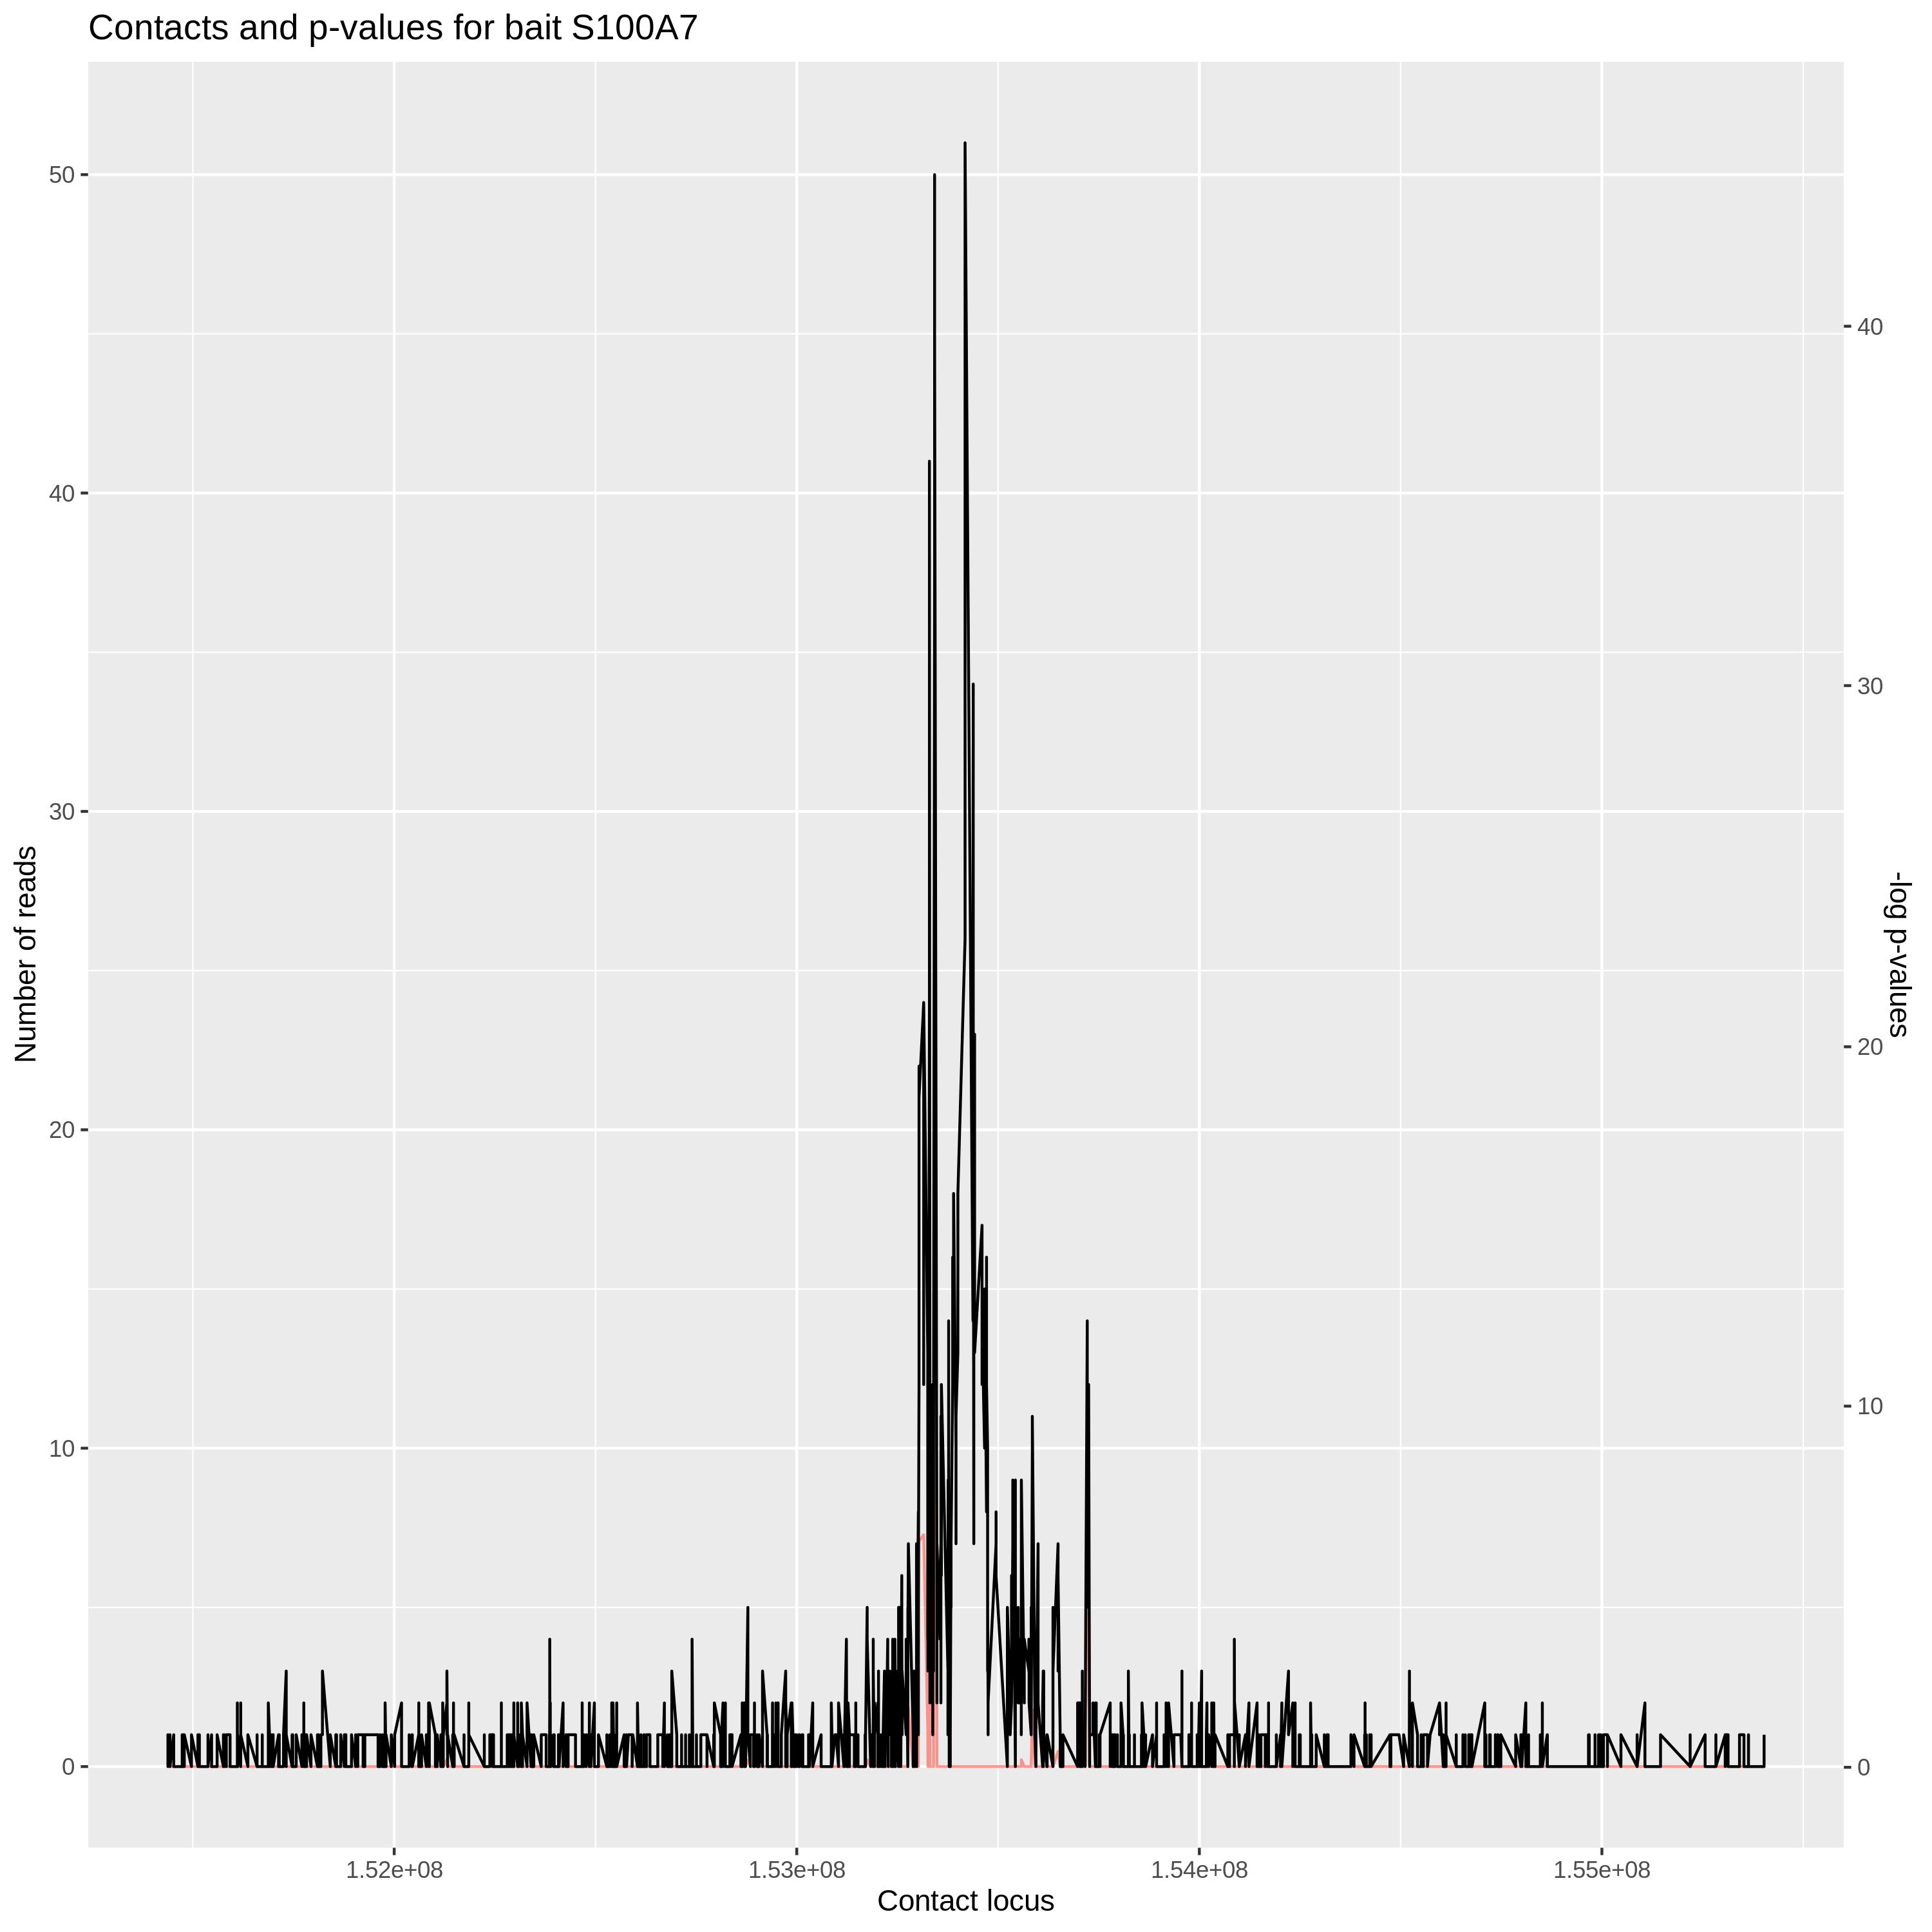 Contacts and p-values for bait S100A7
50
40
30
20
10
0
Number of reads
40
30
20
10
0
-log p-values
1.52e+08
1.53e+08
1.54e+08
1.55e+08
Contact locus